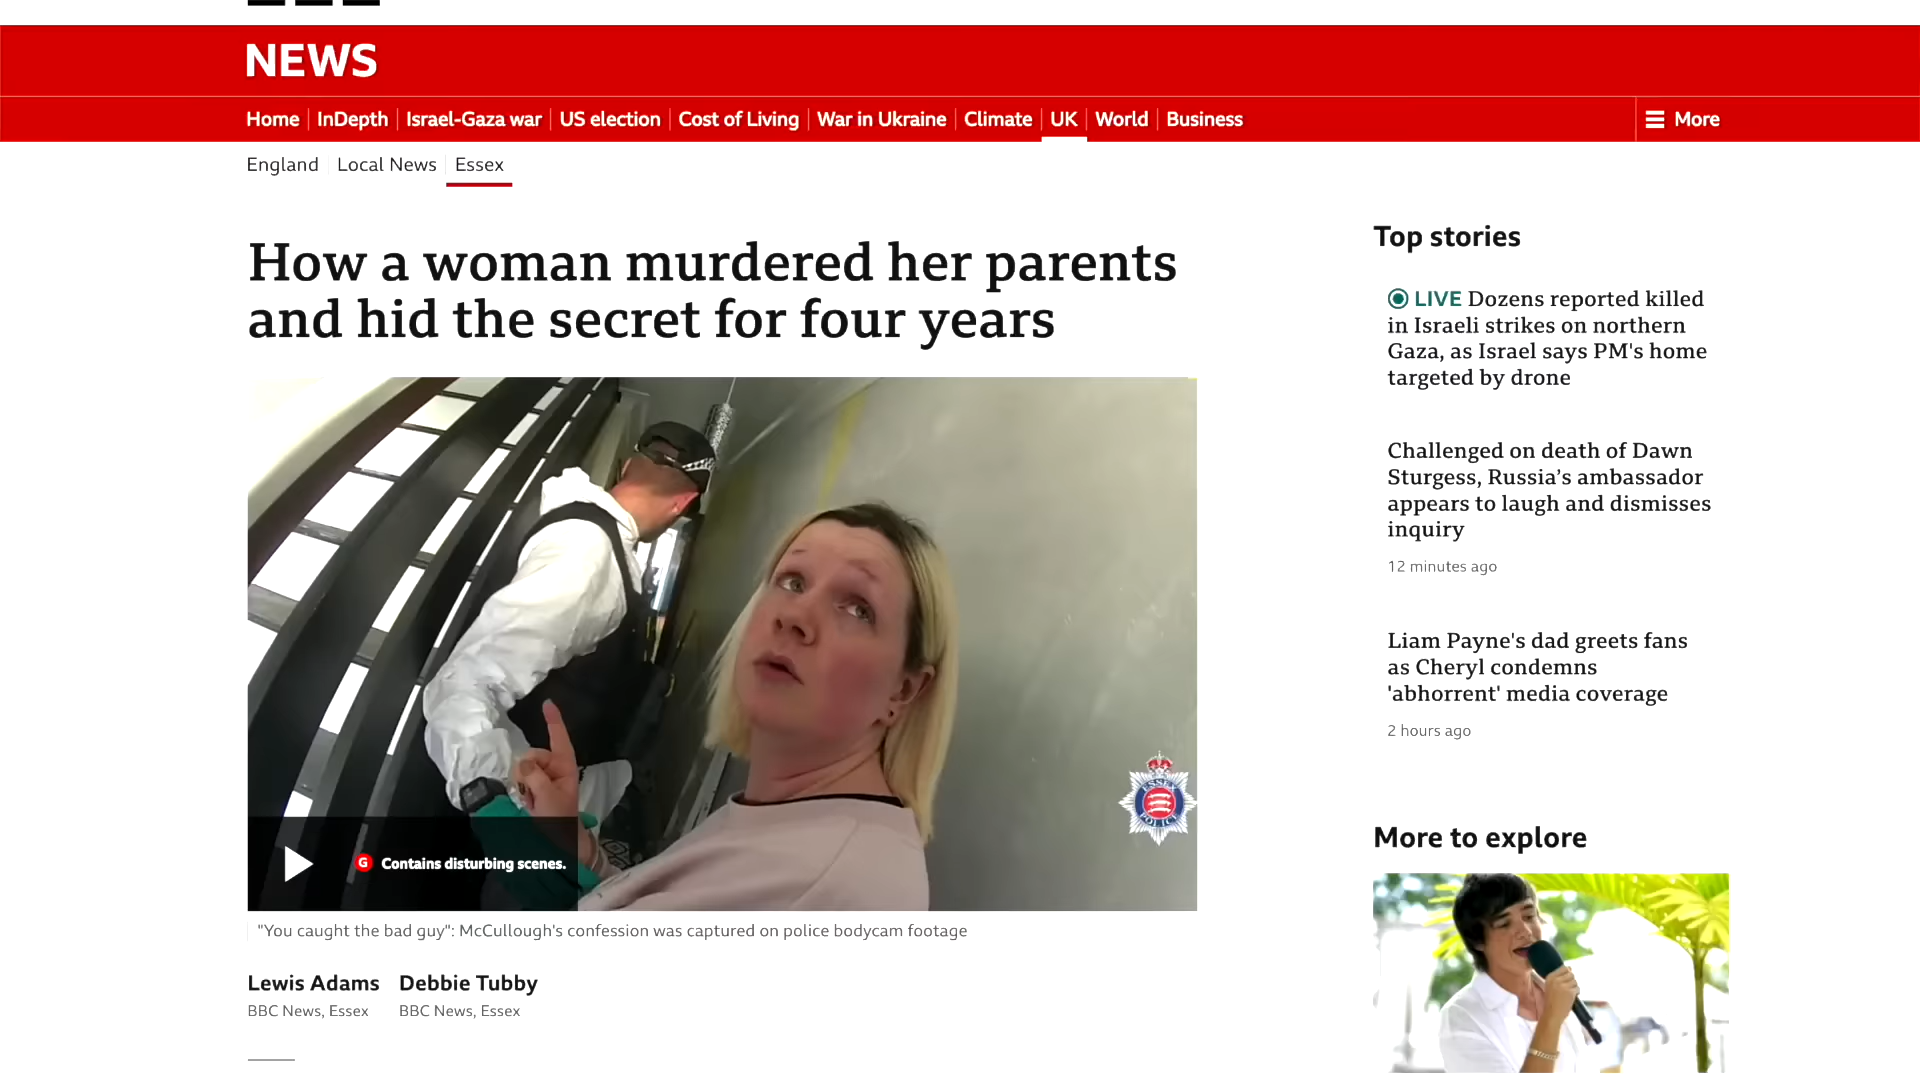 NEWS
Home InDepth Israel-Gaza war US election Cost of Living War in Ukraine Climate UK World Business More
England Local News Essex
How a woman murdered her parents
and hid the secret for four years
ESSEX
POLICE
G Contains disturbing scenes.
"You caught the bad guy": McCullough's confession was captured on police bodycam footage
Lewis Adams Debbie Tubby
BBC News, Essex BBC News, Essex
Top stories
LIVE Dozens reported killed
in Israeli strikes on northern
Gaza, as Israel says PM's home
targeted by drone
Challenged on death of Dawn
Sturgess, Russia’s ambassador
appears to laugh and dismisses
inquiry
12 minutes ago
Liam Payne's dad greets fans
as Cheryl condemns
'abhorrent' media coverage
2 hours ago
More to explore